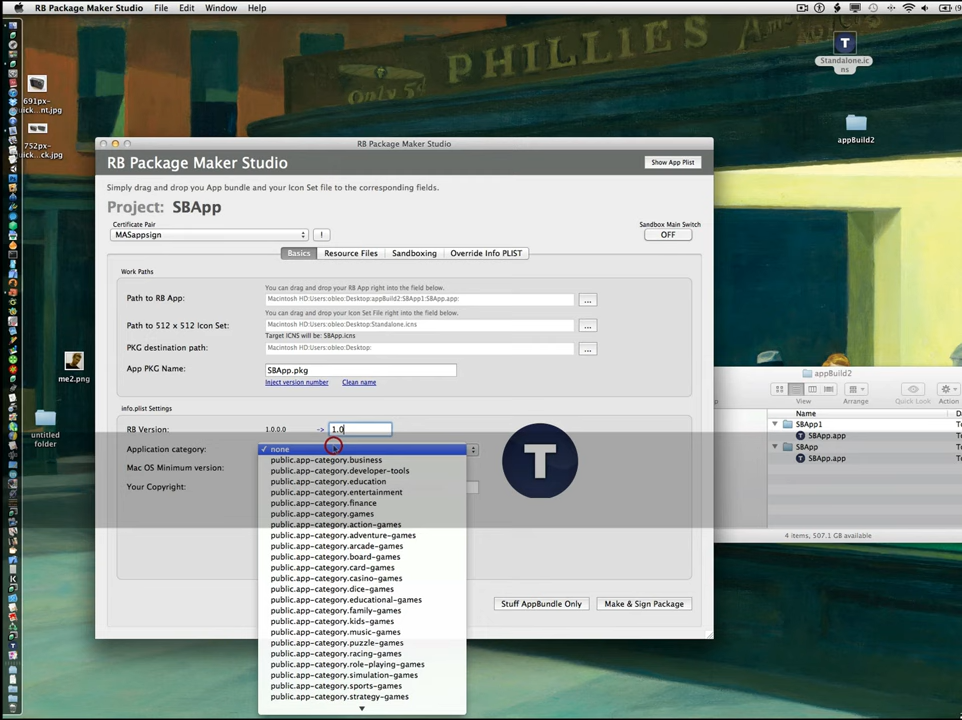 RB Package Maker Studio File Edit Window Help
PHILLIES
Only 5¢
Standalone.ic
ns
691px-
quick...nt.jpg
752px-
quick...ck.jpg
appBuild2
RB Package Maker Studio
RB Package Maker Studio
Show App Plist
Simply drag and drop you App bundle and your Icon Set file to the corresponding fields.
Project: SBApp
Certificate Pair
Sandbox Main Switch
MASappsign
!
OFF
Basics Resource Files Sandboxing Override Info PLIST
Work Paths
You can drag and drop your RB App right into the field below.
Path to RB App:
Macintosh HD:Users:obleo:Desktop:appBuild2:SBApp1:SBApp.app:
...
You can drag and drop your Icon Set File right into the field below.
Path to 512 x 512 Icon Set:
Macintosh HD:Users:obleo:Desktop:Standalone.icns
...
Target ICNS will be: SBApp.icns
PKG destination path:
Macintosh HD:Users:obleo:Desktop:
...
App PKG Name:
SBApp.pkg
Inject version number Clean name
me2.png
untitled
folder
info.plist Settings
RB Version: 1.0.0.0 -> 1.0
Application category:
Mac OS Minimum version:
Your Copyright:
✓ none
public.app-category.business
public.app-category.developer-tools
public.app-category.education
public.app-category.entertainment
public.app-category.finance
public.app-category.games
public.app-category.action-games
public.app-category.adventure-games
public.app-category.arcade-games
public.app-category.board-games
public.app-category.card-games
public.app-category.casino-games
public.app-category.dice-games
public.app-category.educational-games
public.app-category.family-games
public.app-category.kids-games
public.app-category.music-games
public.app-category.puzzle-games
public.app-category.racing-games
public.app-category.role-playing-games
public.app-category.simulation-games
public.app-category.sports-games
public.app-category.strategy-games
T
Stuff AppBundle Only
Make & Sign Package
appBuild2
View Arrange Quick Look Action
Name
SBApp1
SBApp.app
SBApp
SBApp.app
4 items, 507.1 GB available